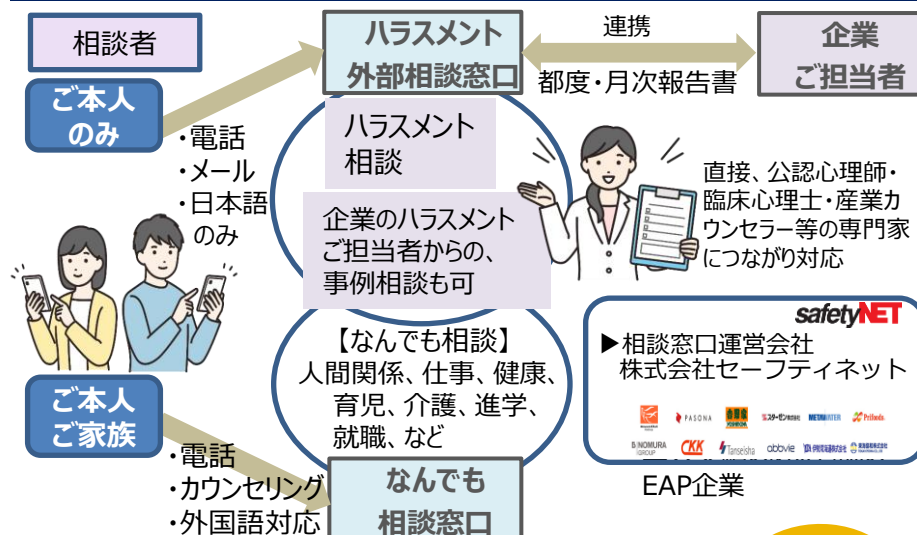 相談者
ご本人
のみ
・電話
・メール
・日本語
のみ
ハラスメント
外部相談窓口
連携
都度・月次報告書
企業
ご担当者
ハラスメント
相談
企業のハラスメント
ご担当者からの、
事例相談も可
直接、公認心理師・
臨床心理士・産業カ
ウンセラー等の専門家
につながり対応
【なんでも相談】
人間関係、仕事、健康、
育児、介護、進学、
就職、など
ご本人
ご家族
・電話
・カウンセリング
・外国語対応
なんでも
相談窓口
safetyNET
▶相談窓口運営会社
株式会社セーフティネット
PASONA
METAWATER
Prifoods
NOMURA
GROUP
CKK
Tanseisha
abbvie
EAP企業